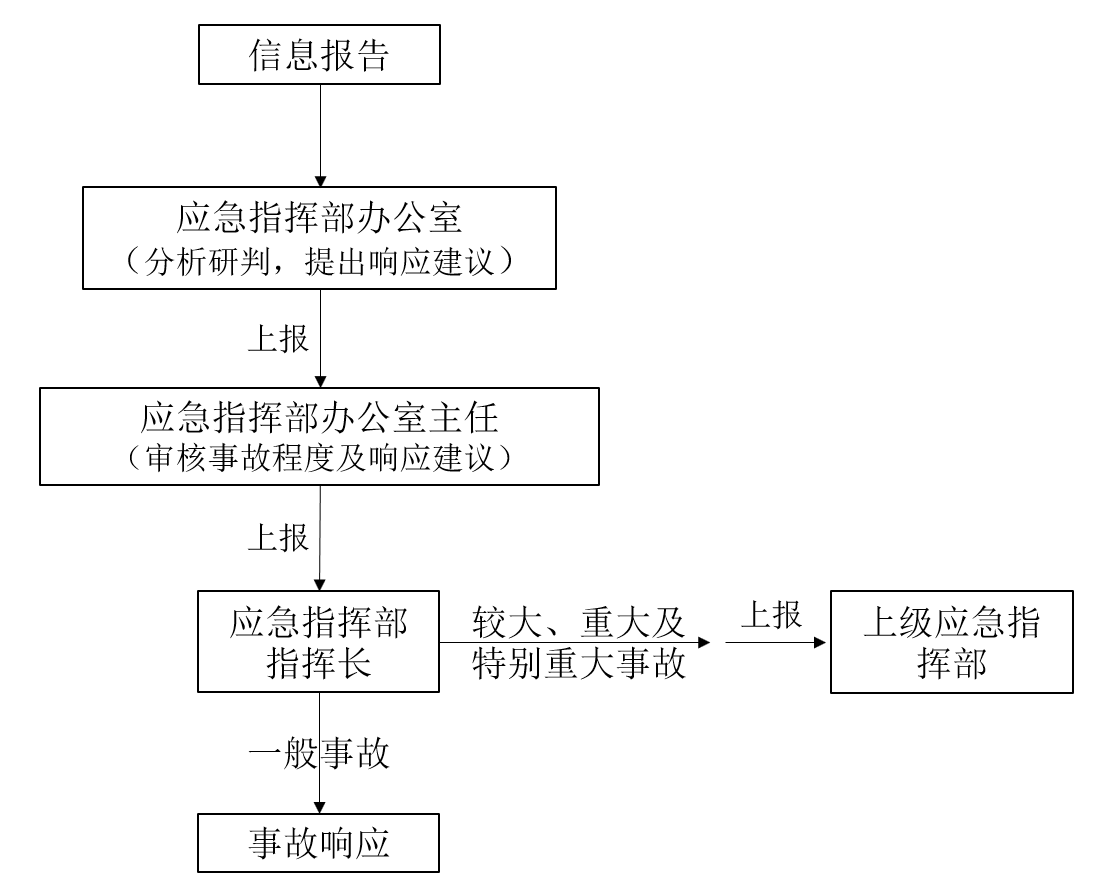 信息报告
应急指挥部办公室
（分析研判，提出响应建议）
上报
应急指挥部办公室主任
（审核事故程度及响应建议）
上报
应急指挥部
指挥长
较大、重大及
特别重大事故
上报
上级应急指
挥部
一般事故
事故响应